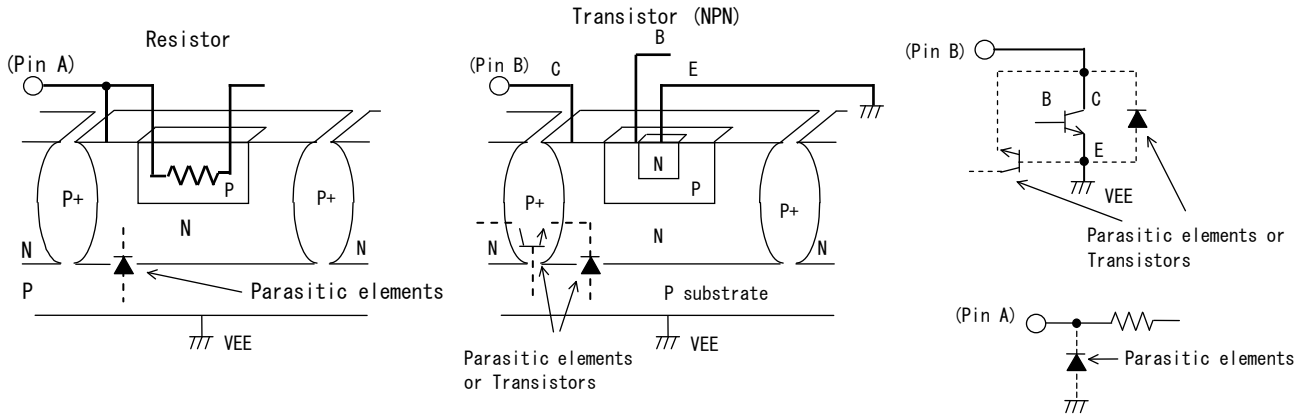 Resistor
(Pin A)
P+
P
P+
N
N
N
P
Parasitic elements
VEE
Transistor (NPN)
B
(Pin B)
C
E
N
P
P+
P+
N
N
N
P substrate
VEE
Parasitic elements
or Transistors
(Pin B)
B
C
E
VEE
Parasitic elements or
Transistors
(Pin A)
Parasitic elements